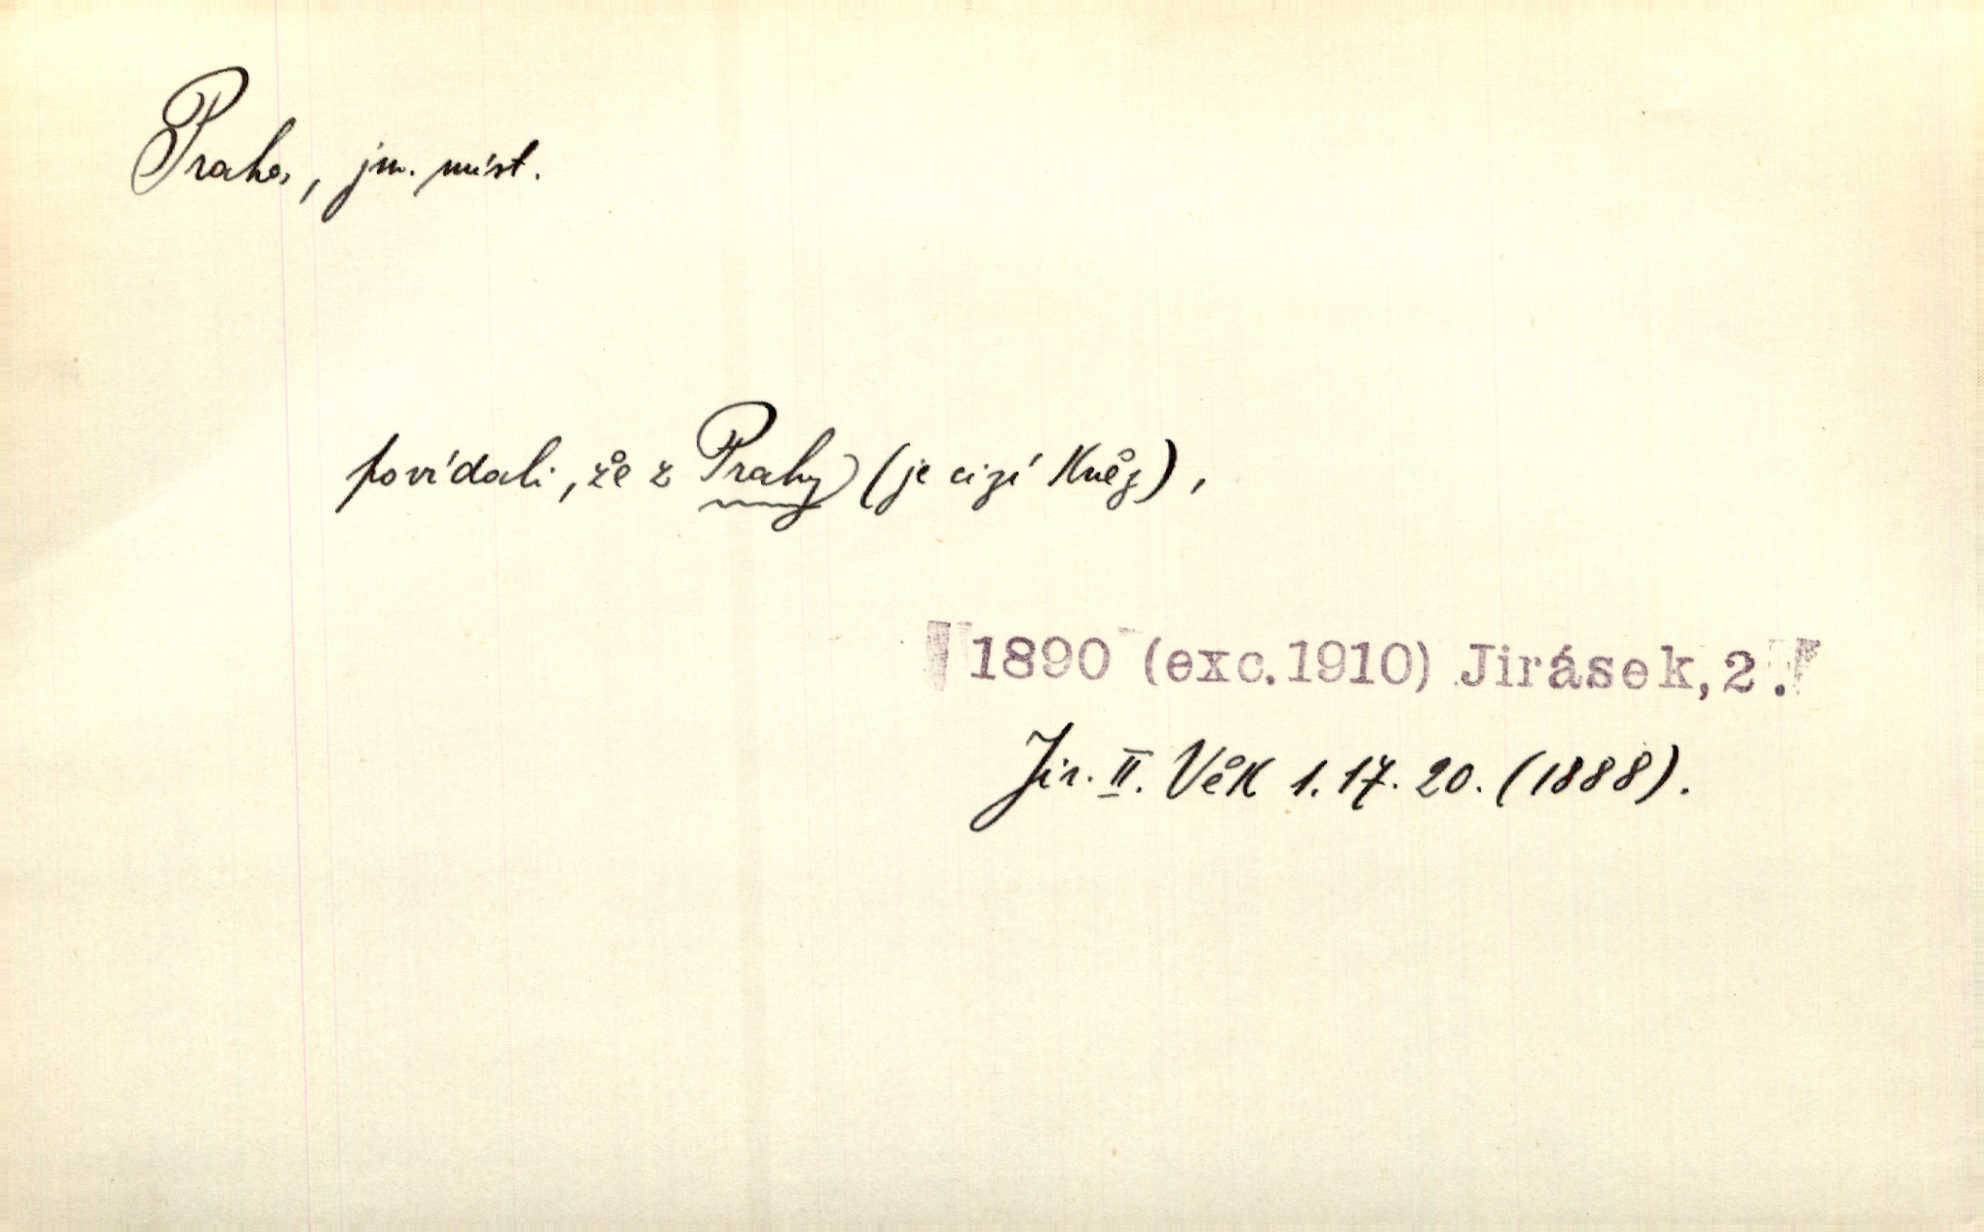 Praha, jm. míst.
povídali, že z Prahy (je cizí kněz),
1890 (exc.1910) Jirásek,2.
Jir. II. Věk 1. 17. 20. (1888).